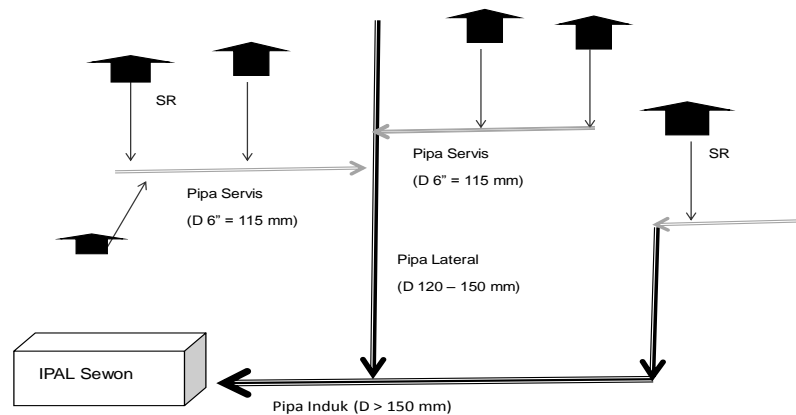 SR
Pipa Servis
(D 6” = 115 mm)
Pipa Servis
(D 6” = 115 mm)
SR
Pipa Lateral
(D 120 – 150 mm)
IPAL Sewon
Pipa Induk (D > 150 mm)